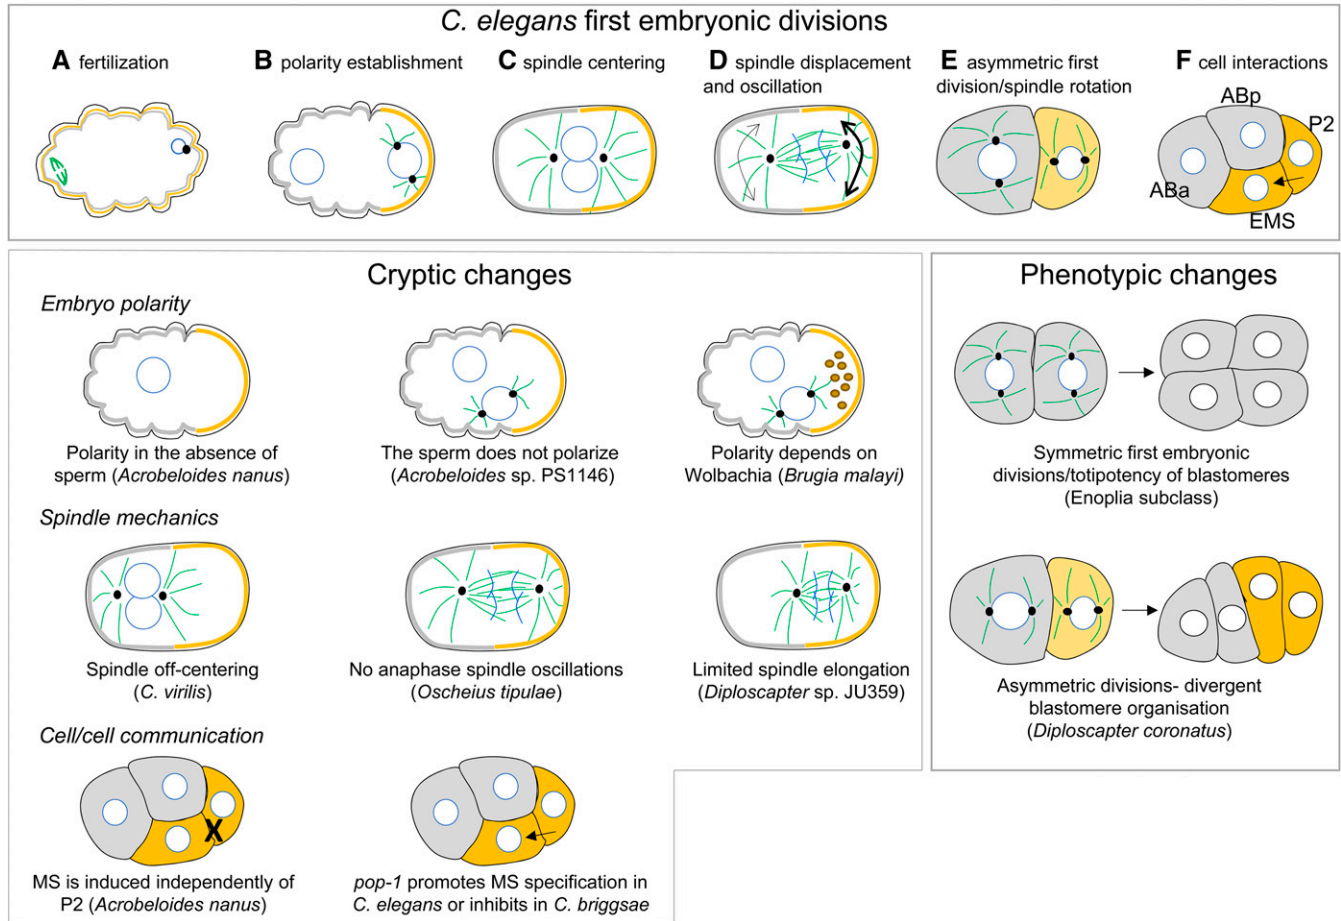 C. elegans first embryonic divisions
A fertilization
B polarity establishment
C spindle centering
D spindle displacement
and oscillation
E asymmetric first
division/spindle rotation
F cell interactions
ABp
P2
ABa
EMS
Cryptic changes
Embryo polarity
Polarity in the absence of
sperm (Acrobeloides nanus)
The sperm does not polarize
(Acrobeloides sp. PS1146)
Polarity depends on
Wolbachia (Brugia malayi)
Spindle mechanics
Spindle off-centering
(C. virilis)
No anaphase spindle oscillations
(Oscheius tipulae)
Limited spindle elongation
(Diploscapter sp. JU359)
Cell/cell communication
X
MS is induced independently of
P2 (Acrobeloides nanus)
pop-1 promotes MS specification in
C. elegans or inhibits in C. briggsae
Phenotypic changes
Symmetric first embryonic
divisions/totipotency of blastomeres
(Enoplia subclass)
Asymmetric divisions- divergent
blastomere organisation
(Diploscapter coronatus)